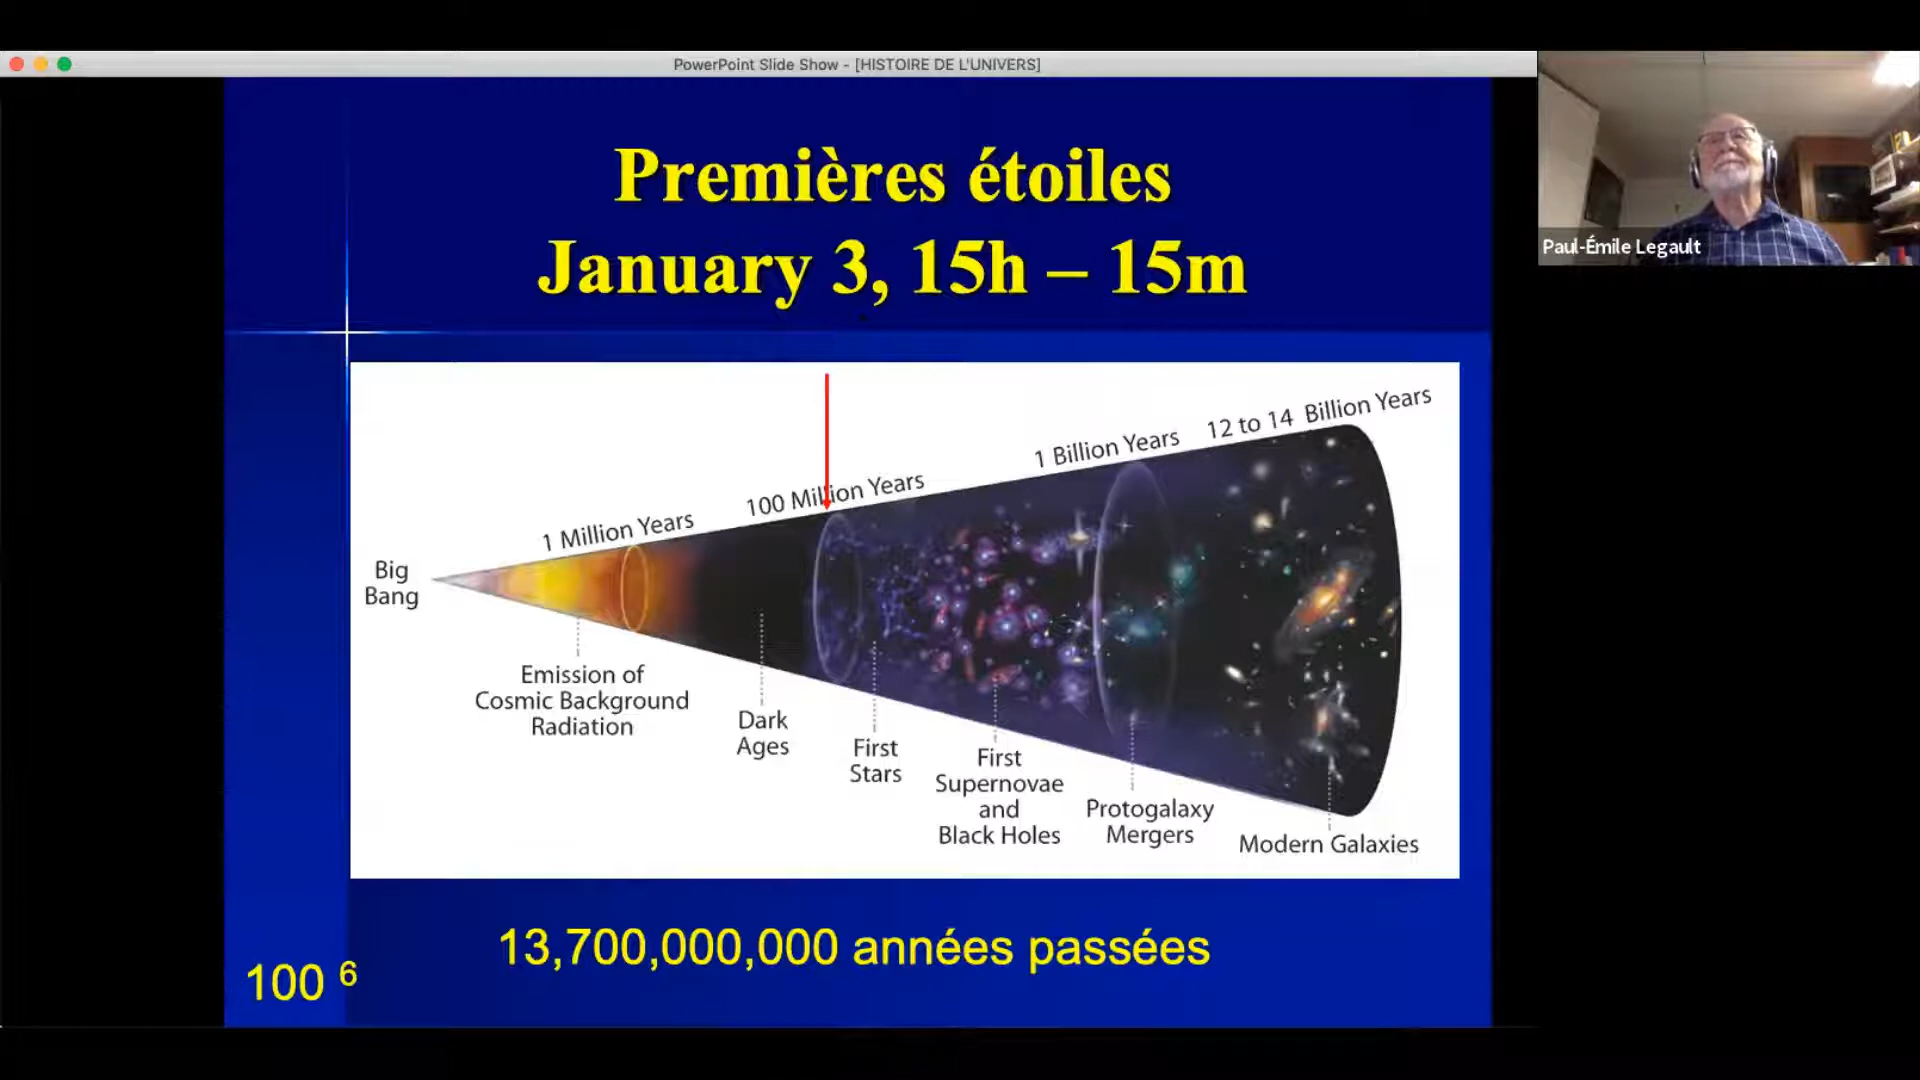 PowerPoint Slide Show - [HISTOIRE DE L'UNIVERS]
Paul-Émile Legault
Premières étoiles
January 3, 15h – 15m
Big
Bang
1 Million Years
100 Million Years
1 Billion Years
12 to 14 Billion Years
Emission of
Cosmic Background
Radiation
Dark
Ages
First
Stars
First
Supernovae
and
Black Holes
Protogalaxy
Mergers
Modern Galaxies
13,700,000,000 années passées
100 6